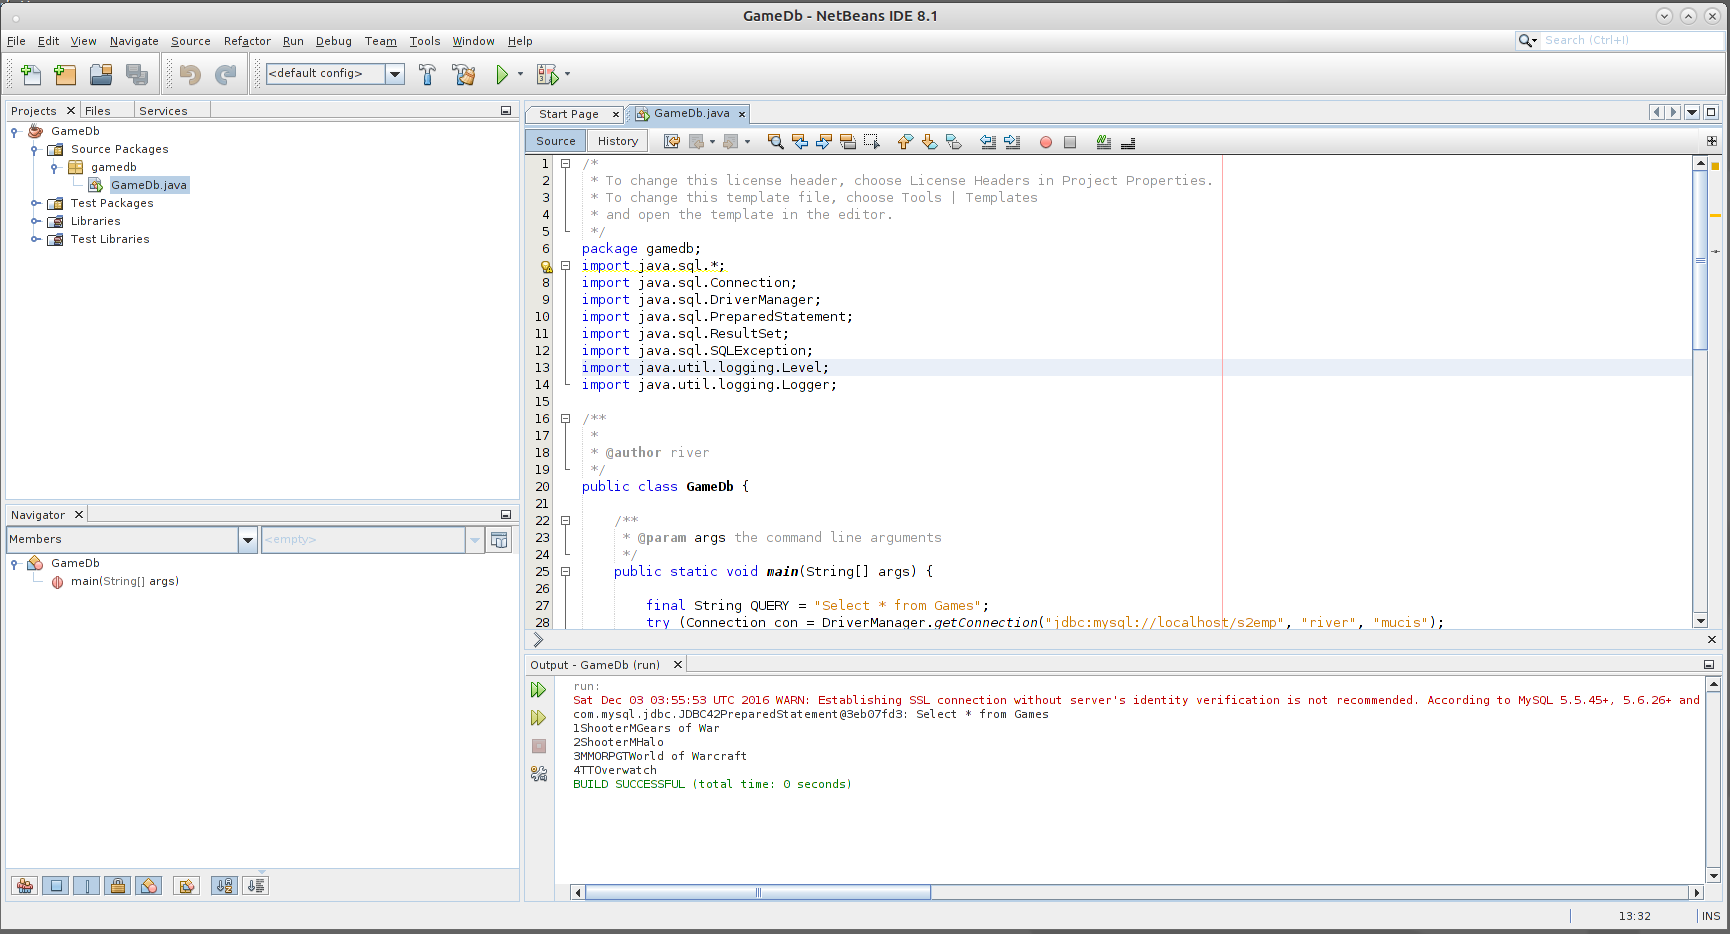 GameDb - NetBeans IDE 8.1
File Edit View Navigate Source Refactor Run Debug Team Tools Window Help
Search (Ctrl+I)
<default config>
Projects Files Services
GameDb
Source Packages
gamedb
GameDb.java
Test Packages
Libraries
Test Libraries
Navigator
Members <empty>
GameDb
main(String[] args)
Start Page GameDb.java
Source History
1 /*
2 * To change this license header, choose License Headers in Project Properties.
3 * To change this template file, choose Tools | Templates
4 * and open the template in the editor.
5 */
6 package gamedb;
import java.sql.*;
8 import java.sql.Connection;
9 import java.sql.DriverManager;
10 import java.sql.PreparedStatement;
11 import java.sql.ResultSet;
12 import java.sql.SQLException;
13 import java.util.logging.Level;
14 import java.util.logging.Logger;
15
16 /**
17 *
18 * @author river
19 */
20 public class GameDb {
21
22 /**
23 * @param args the command line arguments
24 */
25 public static void main(String[] args) {
26
27 final String QUERY = "Select * from Games";
28 try (Connection con = DriverManager.getConnection("jdbc:mysql://localhost/s2emp", "river", "mucis");
Output - GameDb (run)
run:
Sat Dec 03 03:55:53 UTC 2016 WARN: Establishing SSL connection without server's identity verification is not recommended. According to MySQL 5.5.45+, 5.6.26+ and
com.mysql.jdbc.JDBC42PreparedStatement@3eb07fd3: Select * from Games
1ShooterMGears of War
2ShooterMHalo
3MMORPGTWorld of Warcraft
4TTOverwatch
BUILD SUCCESSFUL (total time: 0 seconds)
13:32 INS